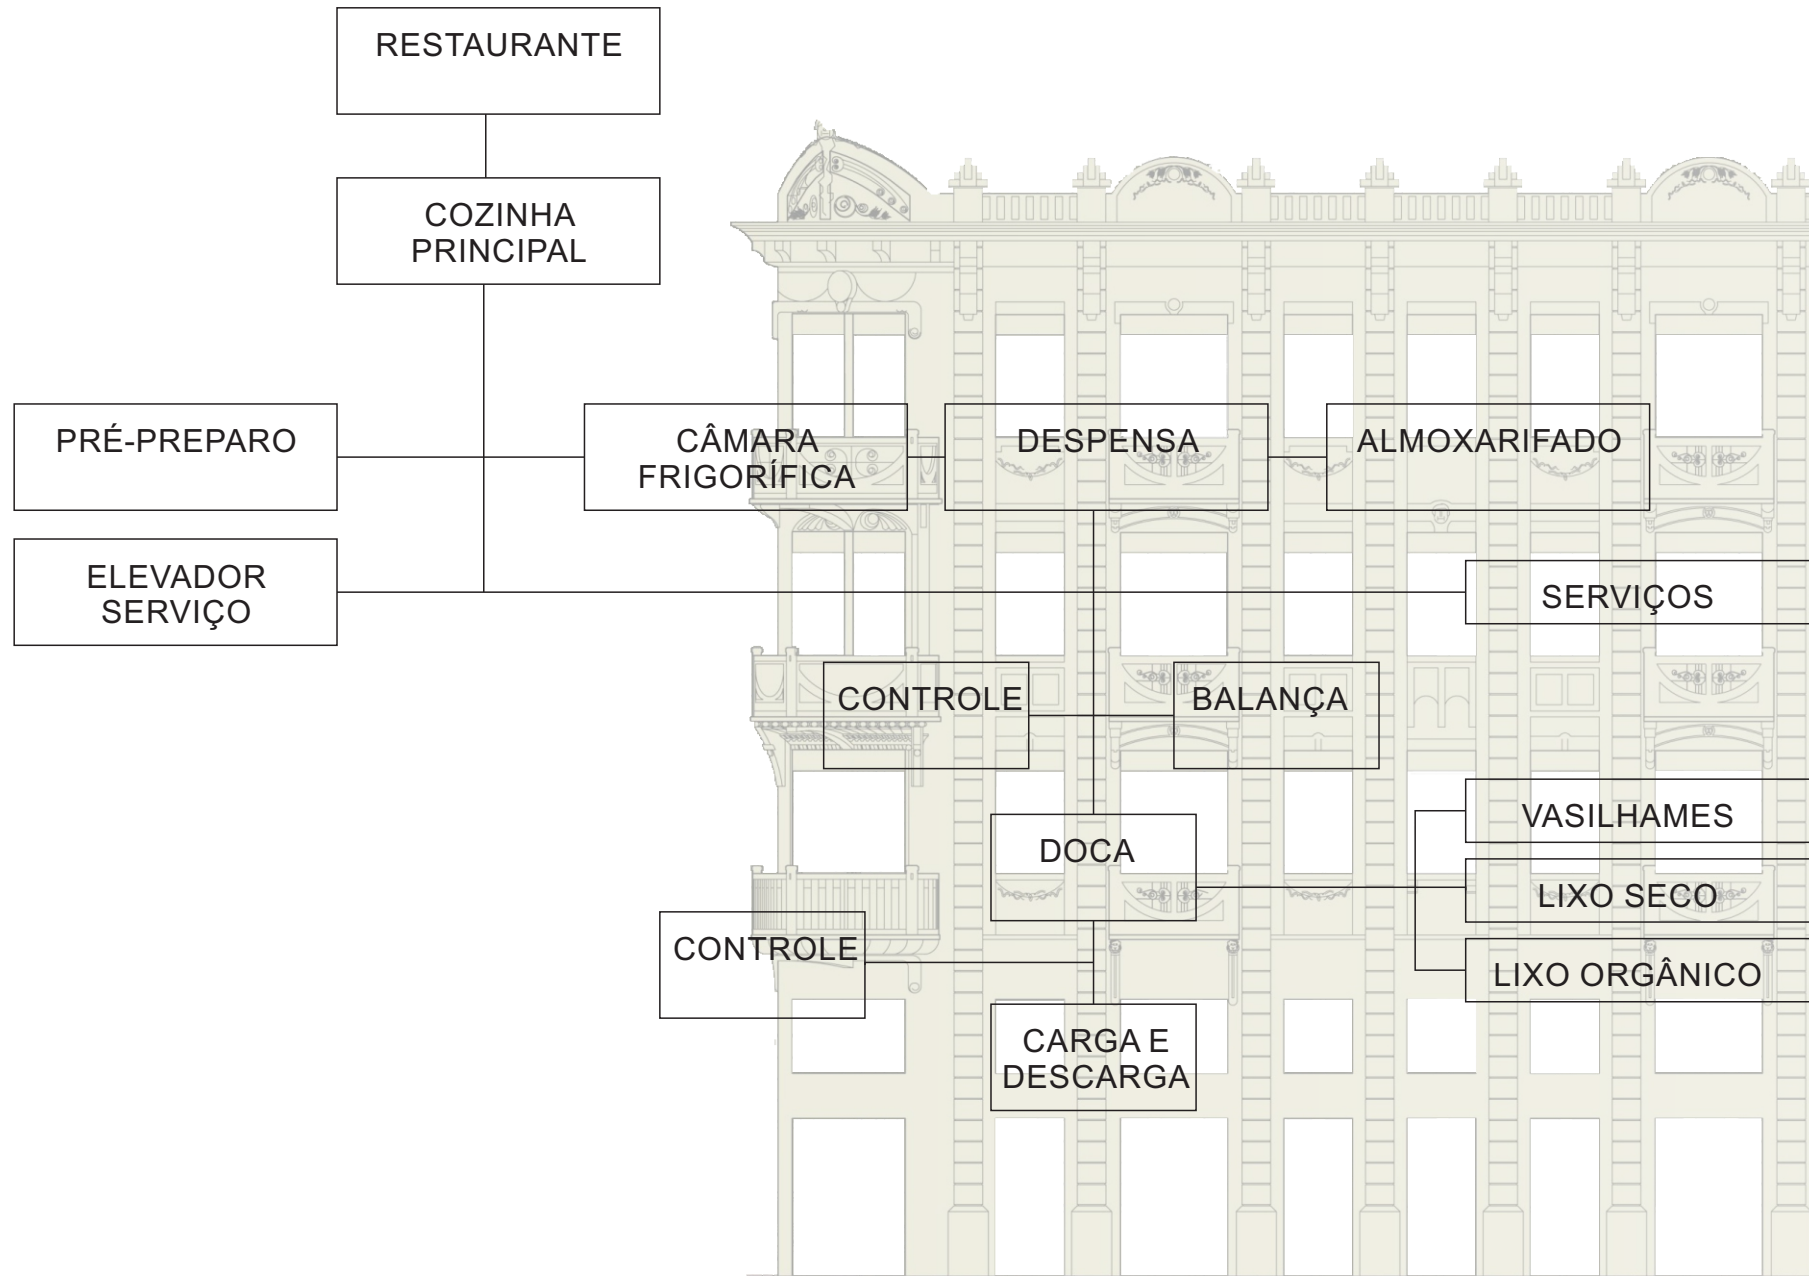 RESTAURANTE
COZINHA
PRINCIPAL
PRÉ-PREPARO
CÂMARA
FRIGORÍFICA
DESPENSA
ALMOXARIFADO
ELEVADOR
SERVIÇO
SERVIÇOS
CONTROLE
BALANÇA
VASILHAMES
DOCA
LIXO SECO
CONTROLE
LIXO ORGÂNICO
CARGA E
DESCARGA